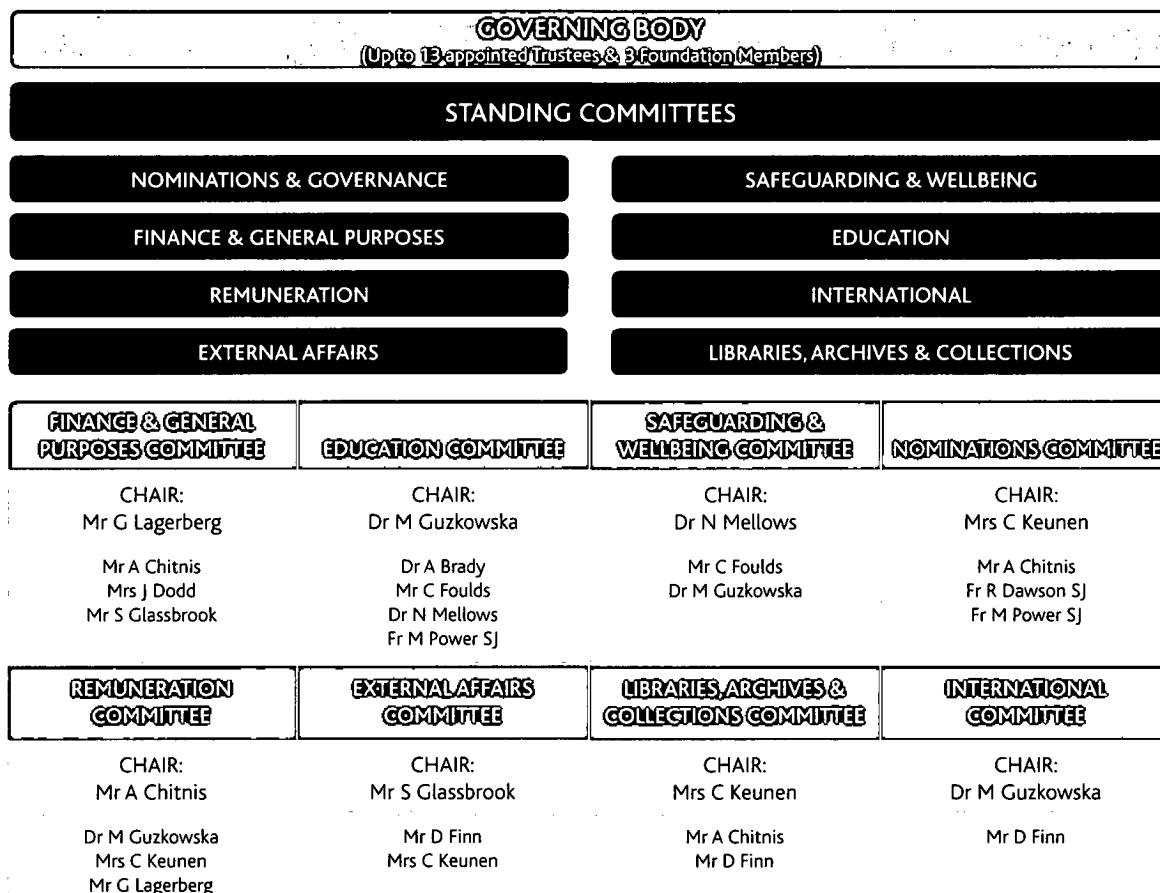 GOVERNING BODY
(Up to 13 appointed Trustees & 3 Foundation Members)
STANDING COMMITTEES
NOMINATIONS & GOVERNANCE
SAFEGUARDING & WELLBEING
FINANCE & GENERAL PURPOSES
EDUCATION
REMUNERATION
INTERNATIONAL
EXTERNAL AFFAIRS
LIBRARIES, ARCHIVES & COLLECTIONS
FINANCE & GENERAL
PURPOSES COMMITTEE
CHAIR:
Mr G Lagerberg
Mr A Chitnis
Mrs J Dodd
Mr S Glassbrook
EDUCATION COMMITTEE
CHAIR:
Dr M Guzkowska
Dr A Brady
Mr C Foulds
Dr N Mellows
Fr M Power SJ
SAFEGUARDING &
WELLBEING COMMITTEE
CHAIR:
Dr N Mellows
Mr C Foulds
Dr M Guzkowska
NOMINATIONS COMMITTEE
CHAIR:
Mrs C Keunen
Mr A Chitnis
Fr R Dawson SJ
Fr M Power SJ
REMUNERATION
COMMITTEE
CHAIR:
Mr A Chitnis
Dr M Guzkowska
Mrs C Keunen
Mr G Lagerberg
EXTERNAL AFFAIRS
COMMITTEE
CHAIR:
Mr S Glassbrook
Mr D Finn
Mrs C Keunen
LIBRARIES, ARCHIVES &
COLLECTIONS COMMITTEE
CHAIR:
Mrs C Keunen
Mr A Chitnis
Mr D Finn
INTERNATIONAL
COMMITTEE
CHAIR:
Dr M Guzkowska
Mr D Finn